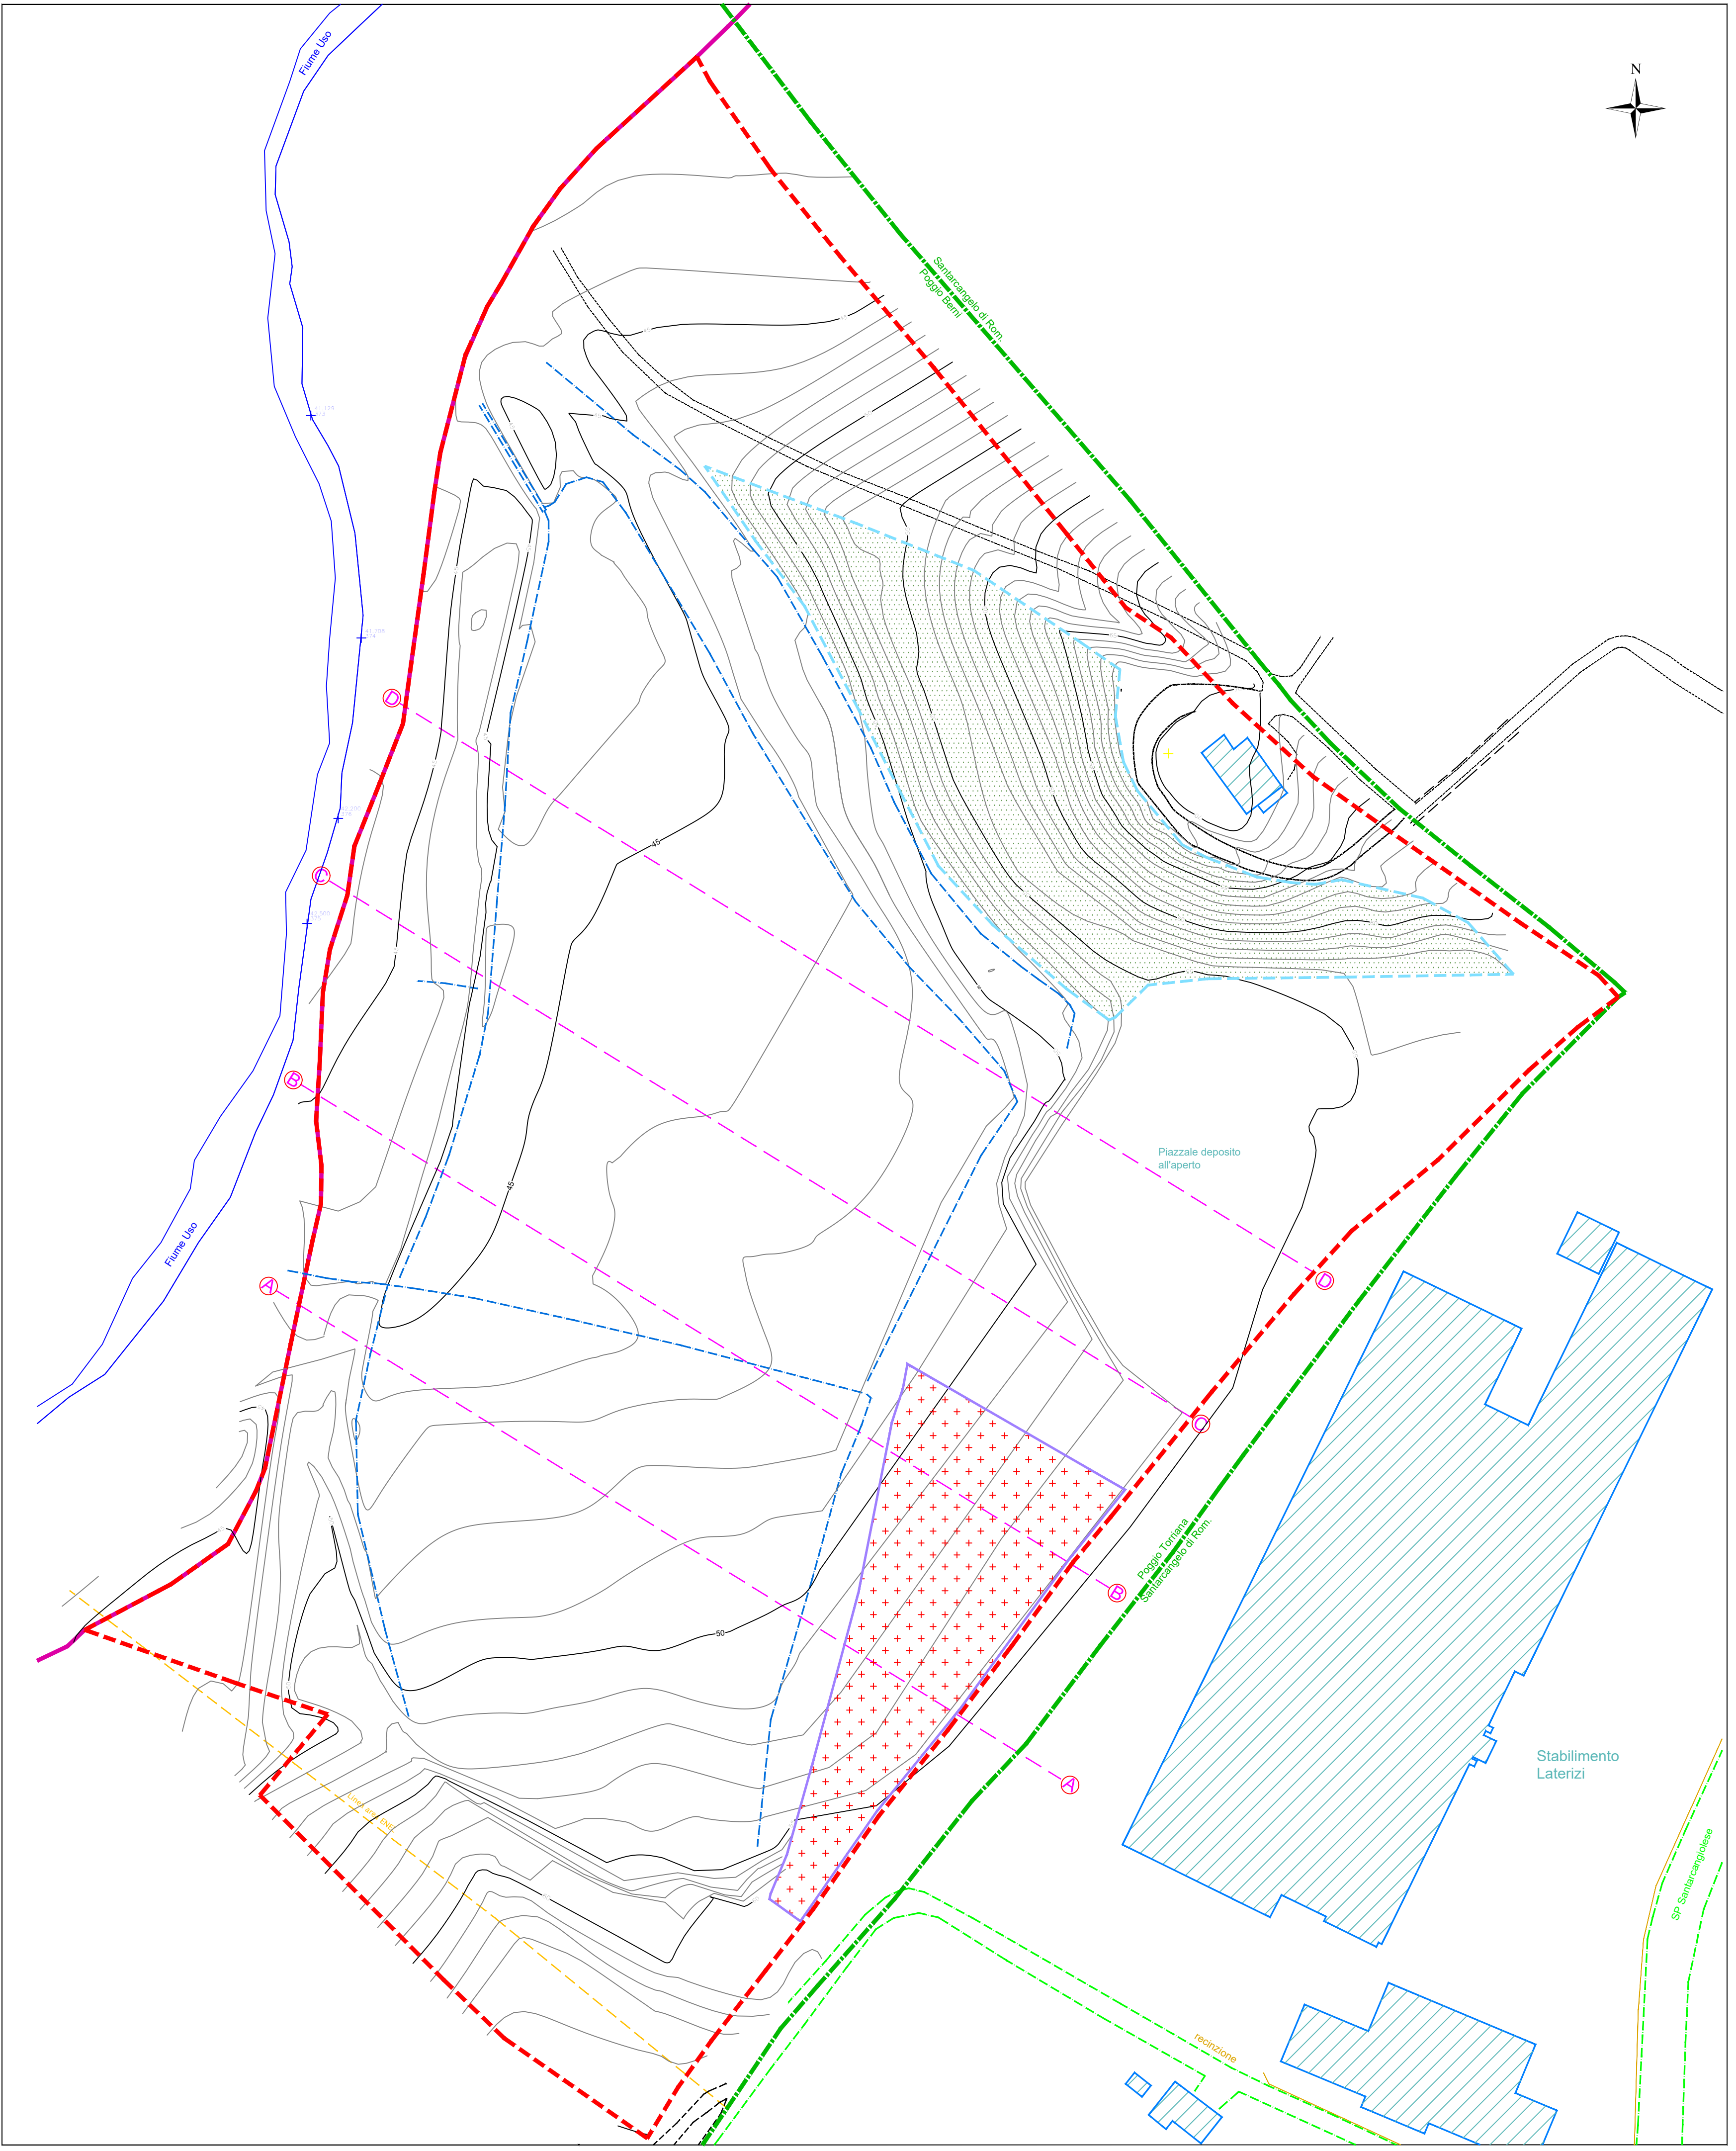 Fiume Uso
N
Santarcangelo di Rom.
Poggio Berni
D
45
C
B
Piazzale deposito
all'aperto
45
Fiume Uso
A
D
C
Poggio Torriana
Santarcangelo di Rom.
B
50
Stabilimento
Laterizi
A
SP Santarcangiolese
recinzione